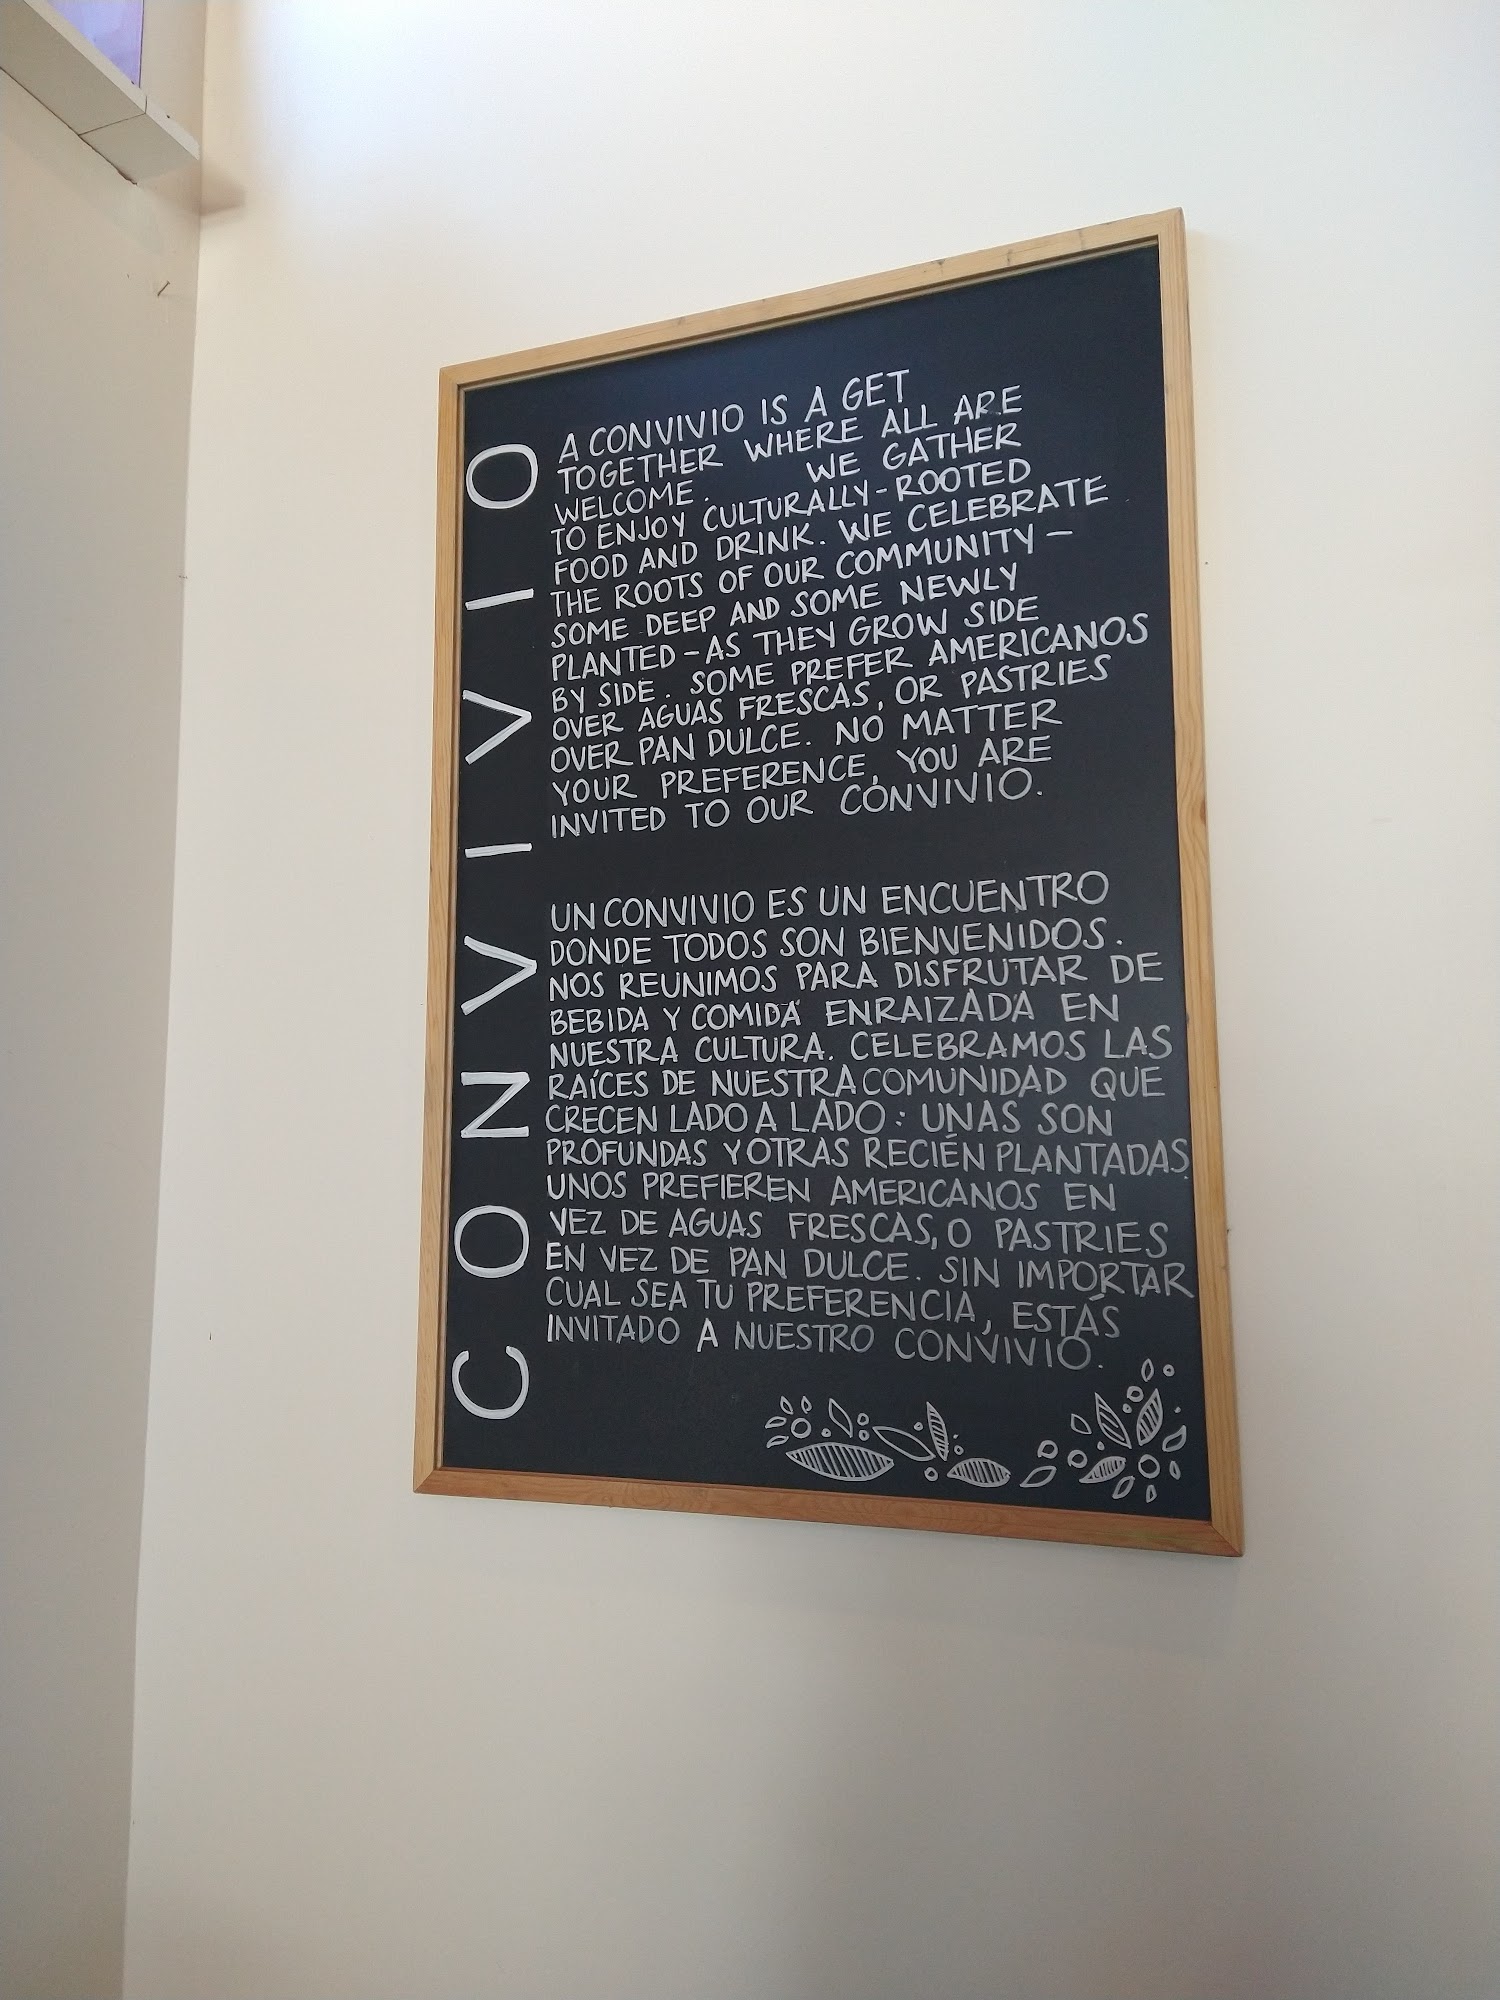 CONVIVIO
A CONVIVIO IS A GET
TOGETHER WHERE ALL ARE
WELCOME. WE GATHER
TO ENJOY CULTURALLY-ROOTED
FOOD AND DRINK. WE CELEBRATE
THE ROOTS OF OUR COMMUNITY -
SOME DEEP AND SOME NEWLY
PLANTED - AS THEY GROW SIDE
BY SIDE. SOME PREFER AMERICANOS
OVER AGUAS FRESCAS, OR PASTRIES
OVER PAN DULCE. NO MATTER
YOUR PREFERENCE, YOU ARE
INVITED TO OUR CONVIVIO.
UN CONVIVIO ES UN ENCUENTRO
DONDE TODOS SON BIENVENIDOS.
NOS REUNIMOS PARA DISFRUTAR DE
BEBIDA Y COMIDA ENRAIZADA EN
NUESTRA CULTURA. CELEBRAMOS LAS
RAÍCES DE NUESTRA COMUNIDAD QUE
CRECEN LADO A LADO: UNAS SON
PROFUNDAS Y OTRAS RECIÉN PLANTADAS.
UNOS PREFIEREN AMERICANOS EN
VEZ DE AGUAS FRESCAS, O PASTRIES
EN VEZ DE PAN DULCE. SIN IMPORTAR
CUAL SEA TU PREFERENCIA, ESTÁS
INVITADO A NUESTRO CONVIVIO.